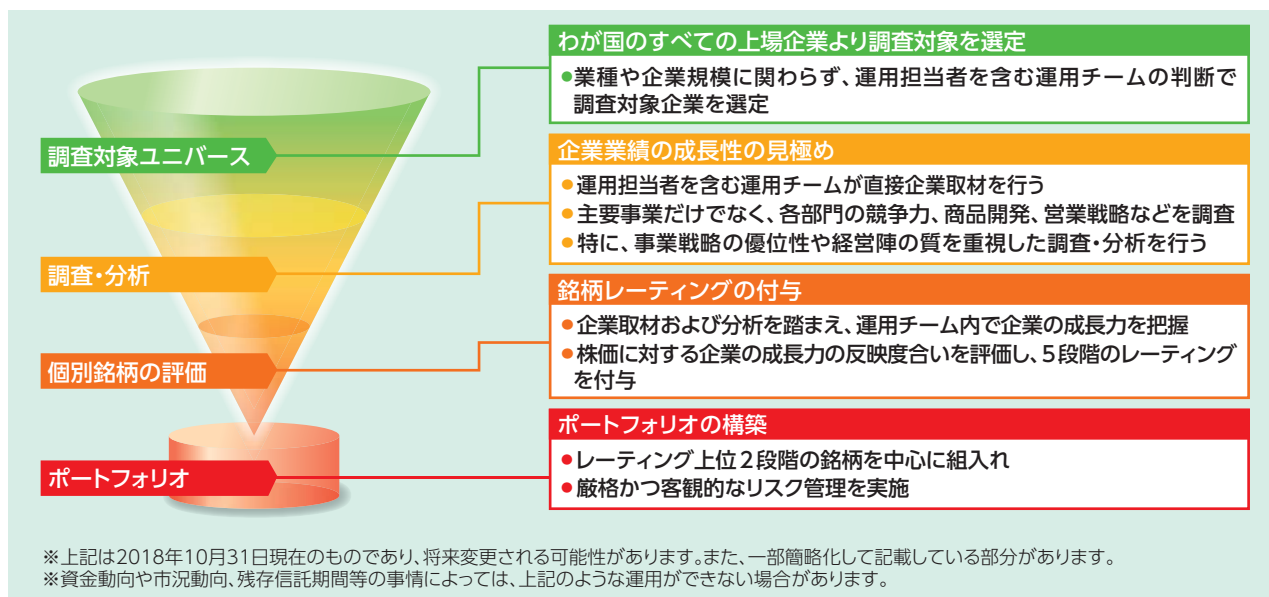 わが国のすべての上場企業より調査対象を選定
●業種や企業規模に関わらず、運用担当者を含む運用チームの判断で
調査対象企業を選定
調査対象ユニバース
企業業績の成長性の見極め
●運用担当者を含む運用チームが直接企業取材を行う
●主要事業だけでなく、各部門の競争力、商品開発、営業戦略などを調査
●特に、事業戦略の優位性や経営陣の質を重視した調査・分析を行う
調査・分析
銘柄レーティングの付与
●企業取材および分析を踏まえ、運用チーム内で企業の成長力を把握
●株価に対する企業の成長力の反映度合いを評価し、5段階のレーティング
を付与
個別銘柄の評価
ポートフォリオの構築
●レーティング上位2段階の銘柄を中心に組入れ
●厳格かつ客観的なリスク管理を実施
ポートフォリオ
※上記は2018年10月31日現在のものであり、将来変更される可能性があります。また、一部簡略化して記載している部分があります。
※資金動向や市況動向、残存信託期間等の事情によっては、上記のような運用ができない場合があります。